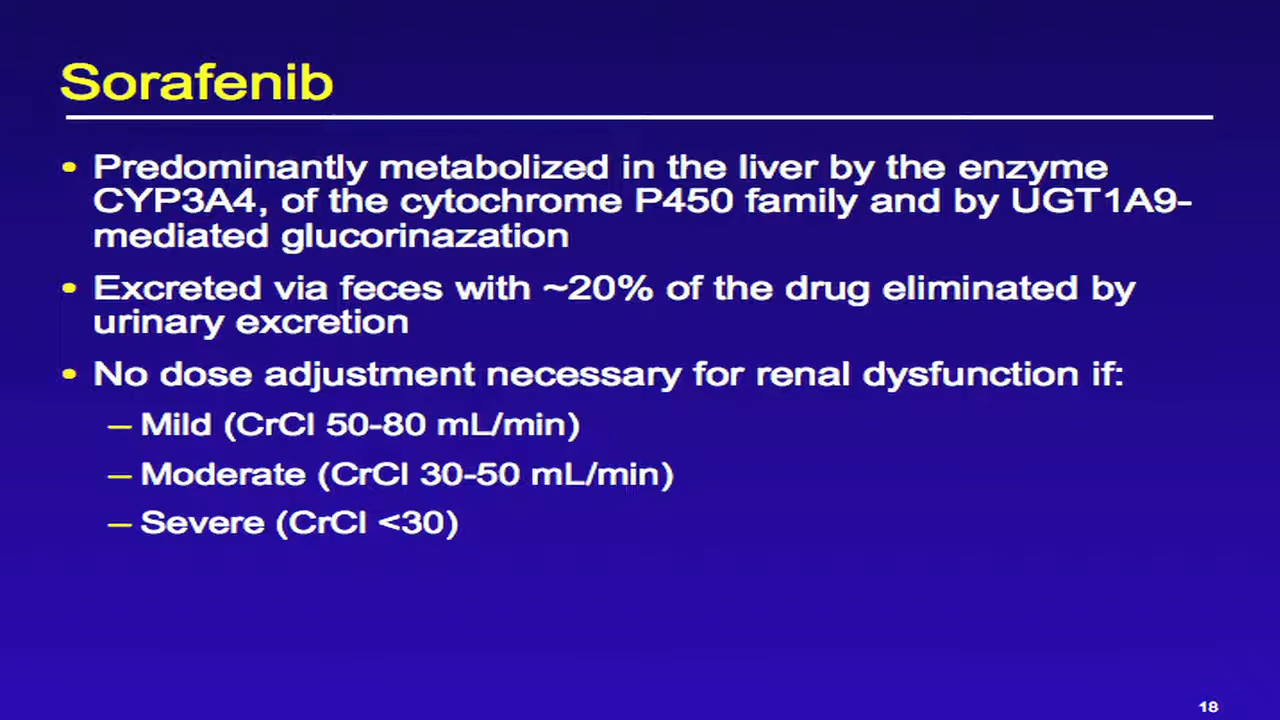 Sorafenib
• Predominantly metabolized in the liver by the enzyme
CYP3A4, of the cytochrome P450 family and by UGT1A9-
mediated glucorinazation
• Excreted via feces with ~20% of the drug eliminated by
urinary excretion
• No dose adjustment necessary for renal dysfunction if:
– Mild (CrCl 50-80 mL/min)
– Moderate (CrCl 30-50 mL/min)
– Severe (CrCl <30)
18